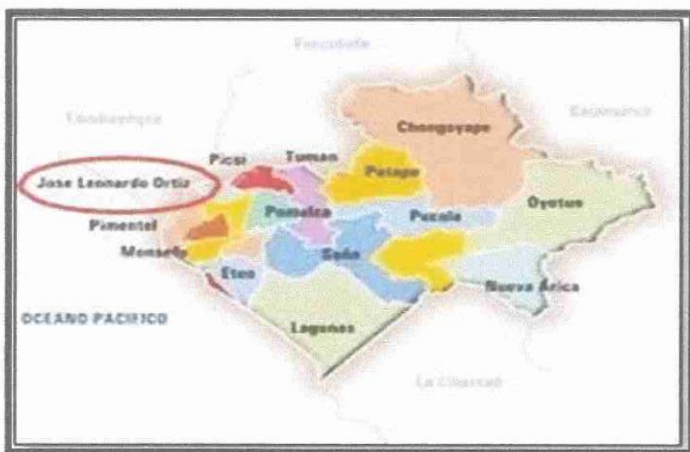 Ferreñafe
Lambayeque
Cajamarca
Chongoyape
Picsi
Tuman
Patapo
Jose Leonardo Ortiz
Oyotun
Pomalca
Pucala
Pimentel
Monsefu
Saña
Eten
Nueva Arica
OCEANO PACIFICO
Lagunas
La Libertad